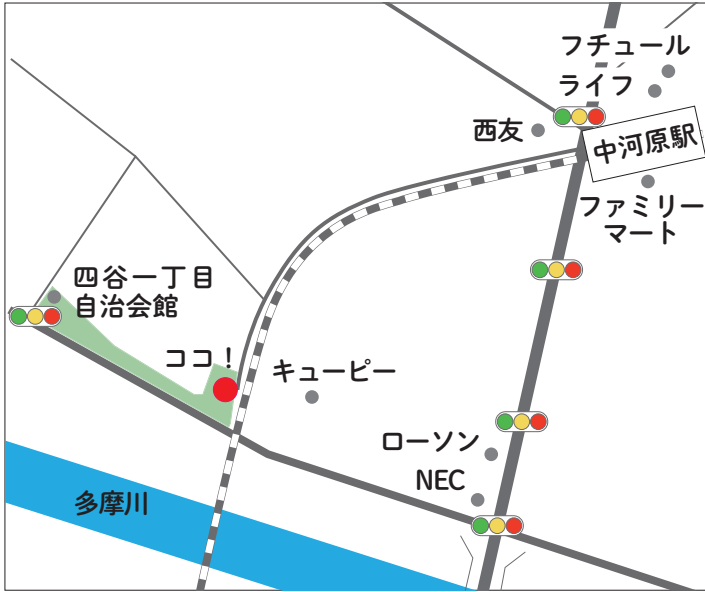 フチュール
ライフ
西友
中河原駅
ファミリー
マート
四谷一丁目
自治会館
ココ！
キューピー
ローソン
NEC
多摩川